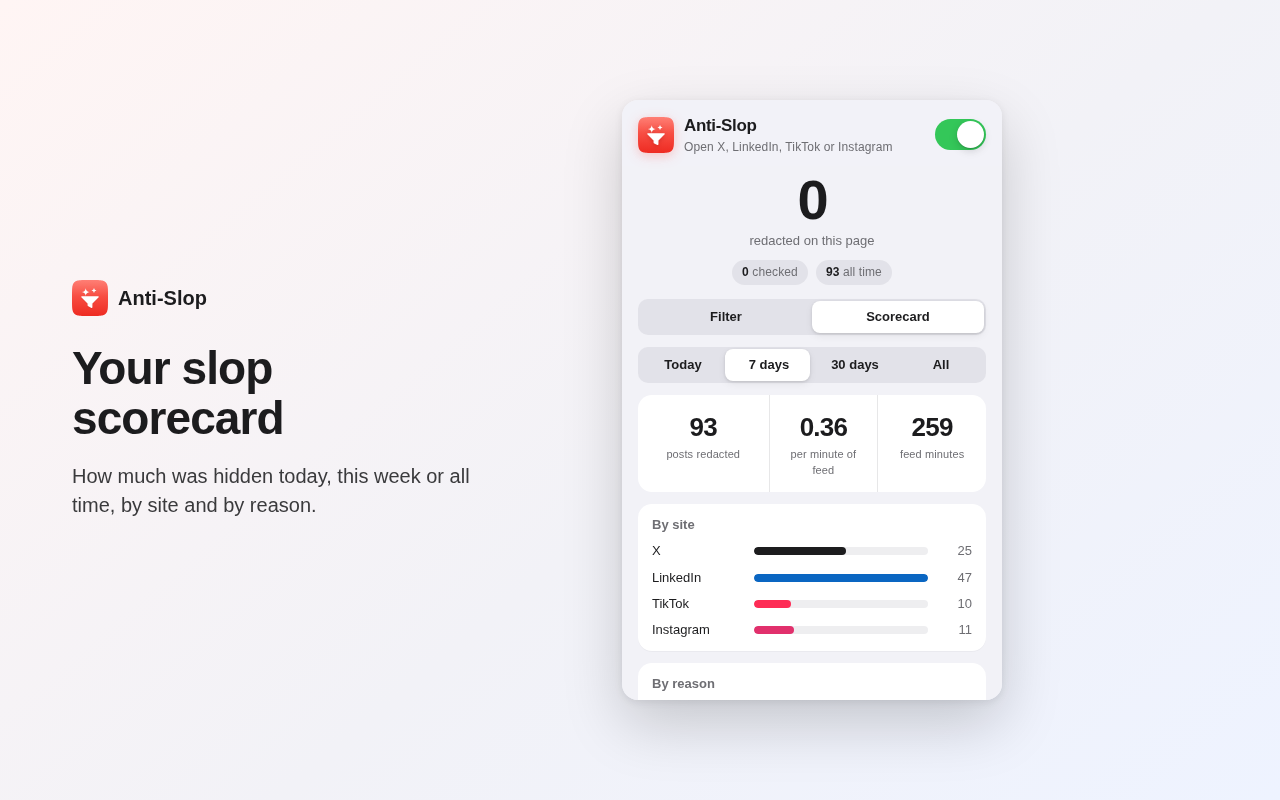 Anti-Slop
Your slop
scorecard
How much was hidden today, this week or all
time, by site and by reason.
Anti-Slop
Open X, LinkedIn, TikTok or Instagram
0
redacted on this page
0 checked
93 all time
Filter
Scorecard
Today
7 days
30 days
All
93
posts redacted
0.36
per minute of
feed
259
feed minutes
By site
X
25
LinkedIn
47
TikTok
10
Instagram
11
By reason